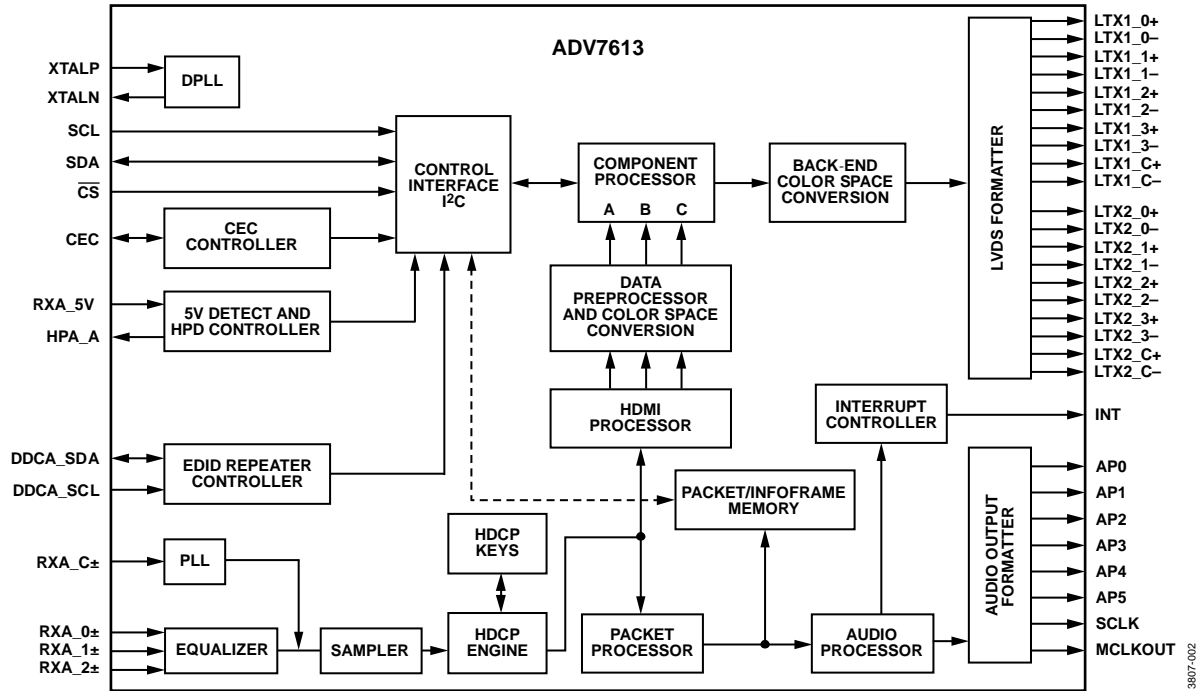 ADV7613
XTALP
XTALN
SCL
SDA
CS
CEC
RXA_5V
HPA_A
DDCA_SDA
DDCA_SCL
RXA_C±
RXA_0±
RXA_1±
RXA_2±
DPLL
CONTROL
INTERFACE
I²C
CEC
CONTROLLER
5V DETECT AND
HPD CONTROLLER
EDID REPEATER
CONTROLLER
PLL
EQUALIZER
SAMPLER
HDCP
KEYS
HDCP
ENGINE
COMPONENT
PROCESSOR
A B C
DATA
PREPROCESSOR
AND COLOR SPACE
CONVERSION
HDMI
PROCESSOR
PACKET/INFOFRAME
MEMORY
PACKET
PROCESSOR
BACK-END
COLOR SPACE
CONVERSION
INTERRUPT
CONTROLLER
AUDIO
PROCESSOR
LVDS FORMATTER
AUDIO OUTPUT
FORMATTER
LTX1_0+
LTX1_0–
LTX1_1+
LTX1_1–
LTX1_2+
LTX1_2–
LTX1_3+
LTX1_3–
LTX1_C+
LTX1_C–
LTX2_0+
LTX2_0–
LTX2_1+
LTX2_1–
LTX2_2+
LTX2_2–
LTX2_3+
LTX2_3–
LTX2_C+
LTX2_C–
INT
AP0
AP1
AP2
AP3
AP4
AP5
SCLK
MCLKOUT
3807-002